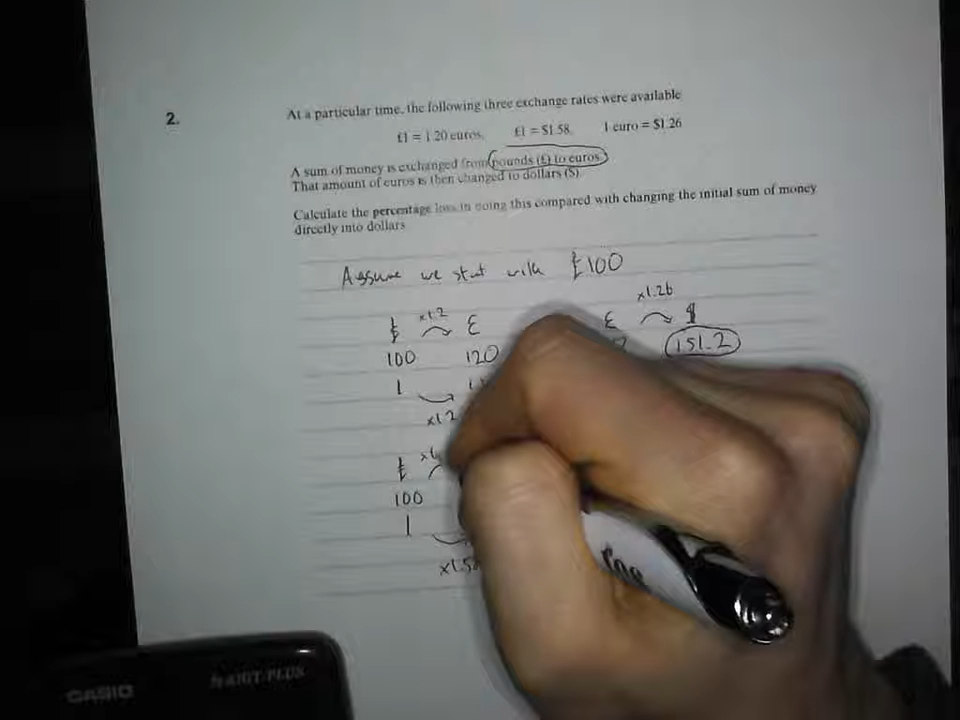 2.
At a particular time, the following three exchange rates were available
£1 = 1.20 euros. £1 = $1.58. 1 euro = $1.26
A sum of money is exchanged from pounds (£) to euros.
That amount of euros is then changed to dollars ($).
Calculate the percentage loss in doing this compared with changing the initial sum of money
directly into dollars
Assume we start with £100
×1.2 ×1.26
£ € € $
100 120 151.2
1
×1.2
£
100
1
×1.5
CASIO
PLUS